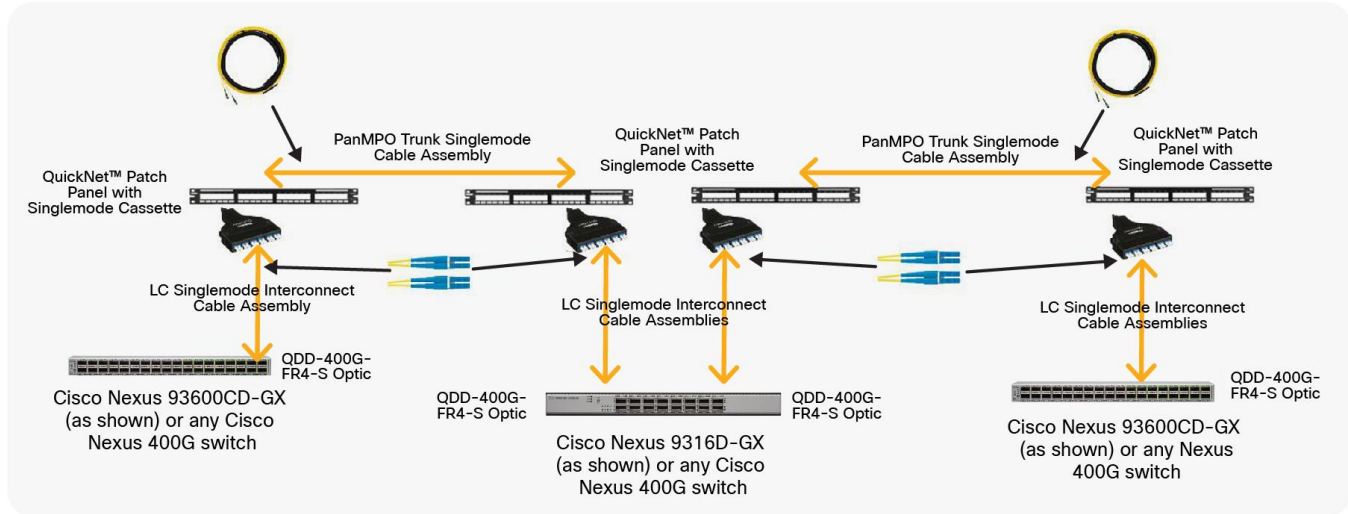 PanMPO Trunk Singlemode
Cable Assembly
QuickNet™ Patch
Panel with
Singlemode Cassette
PanMPO Trunk Singlemode
Cable Assembly
QuickNet™ Patch
Panel with
Singlemode Cassette
QuickNet™ Patch
Panel with
Singlemode Cassette
LC Singlemode Interconnect
Cable Assembly
LC Singlemode Interconnect
Cable Assemblies
LC Singlemode Interconnect
Cable Assemblies
QDD-400G-
FR4-S Optic
Cisco Nexus 93600CD-GX
(as shown) or any Cisco
Nexus 400G switch
QDD-400G-
FR4-S Optic
QDD-400G-
FR4-S Optic
Cisco Nexus 9316D-GX
(as shown) or any Cisco
Nexus 400G switch
QDD-400G-
FR4-S Optic
Cisco Nexus 93600CD-GX
(as shown) or any Nexus
400G switch